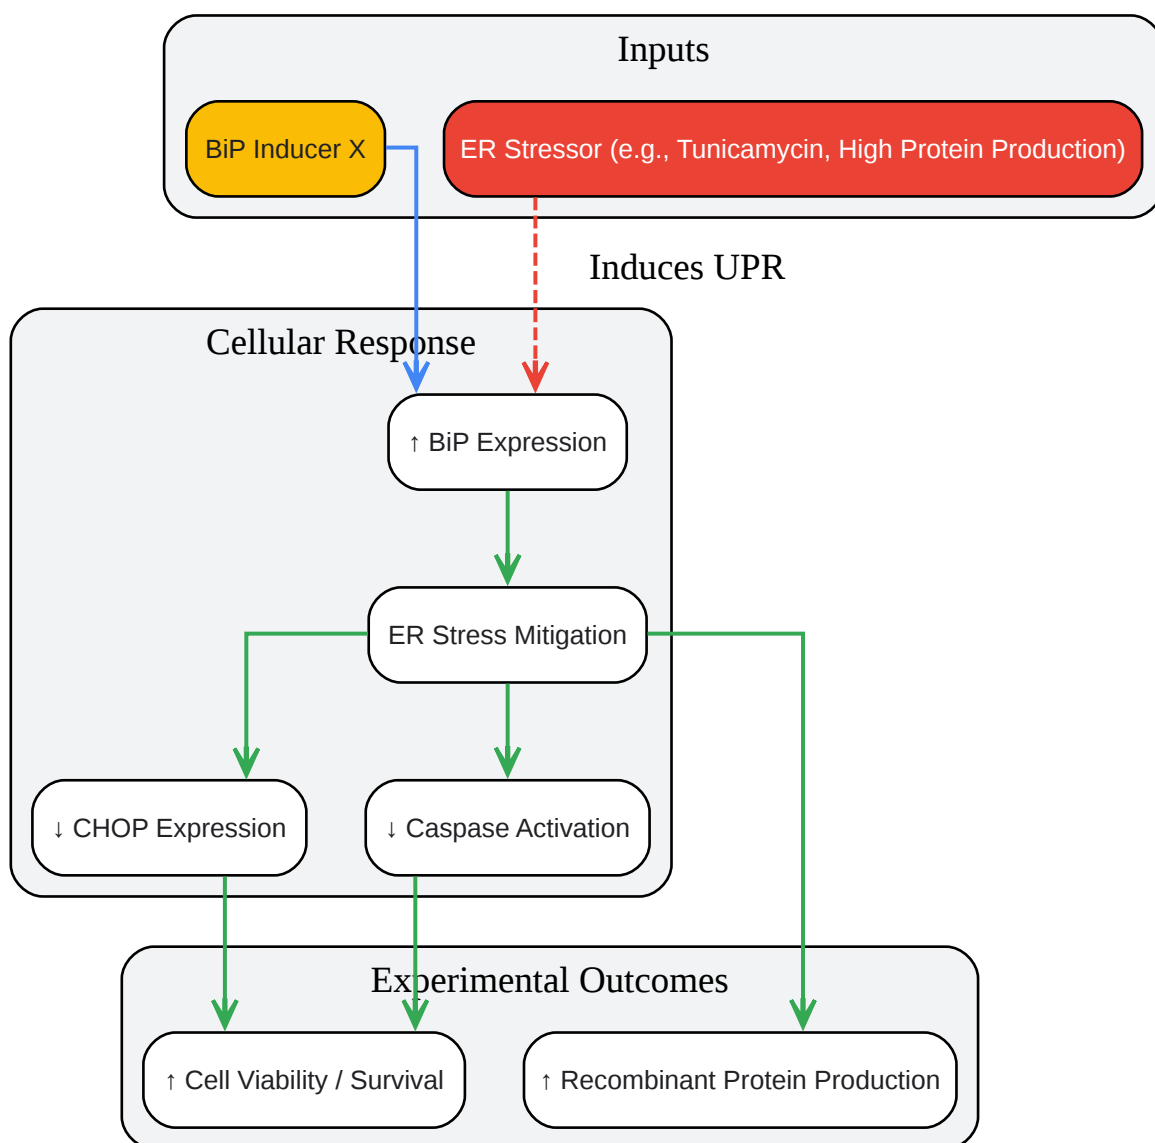 Inputs
BiP Inducer X
ER Stressor (e.g., Tunicamycin, High Protein Production)
Induces UPR
Cellular Response
↑ BiP Expression
ER Stress Mitigation
↓ CHOP Expression
↓ Caspase Activation
Experimental Outcomes
↑ Cell Viability / Survival
↑ Recombinant Protein Production